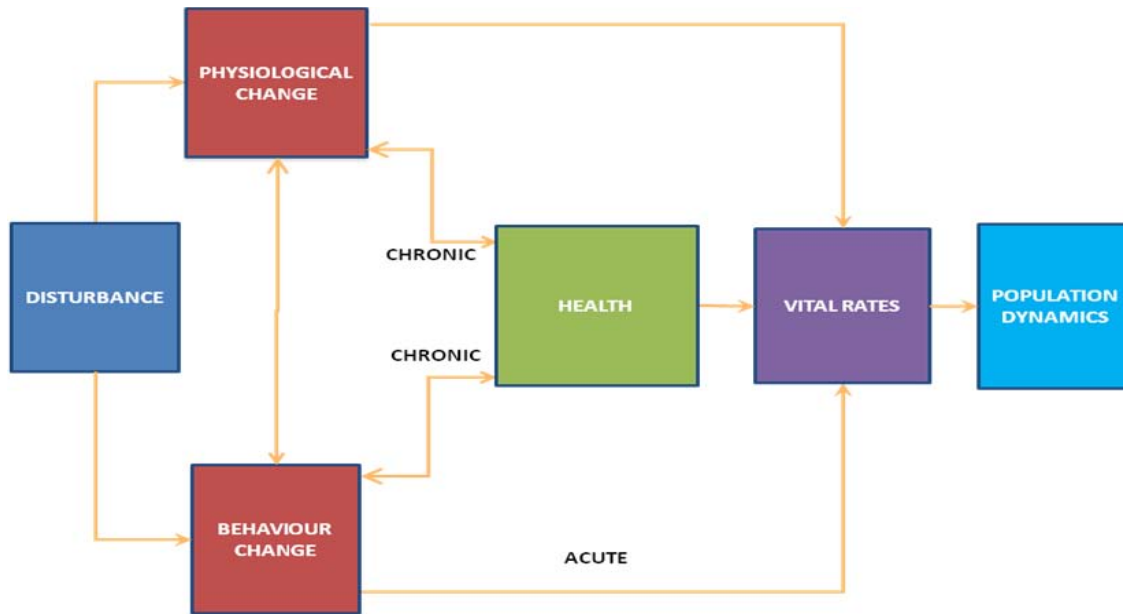 PHYSIOLOGICAL
CHANGE
CHRONIC
DISTURBANCE
HEALTH
VITAL RATES
POPULATION
DYNAMICS
CHRONIC
BEHAVIOUR
CHANGE
ACUTE